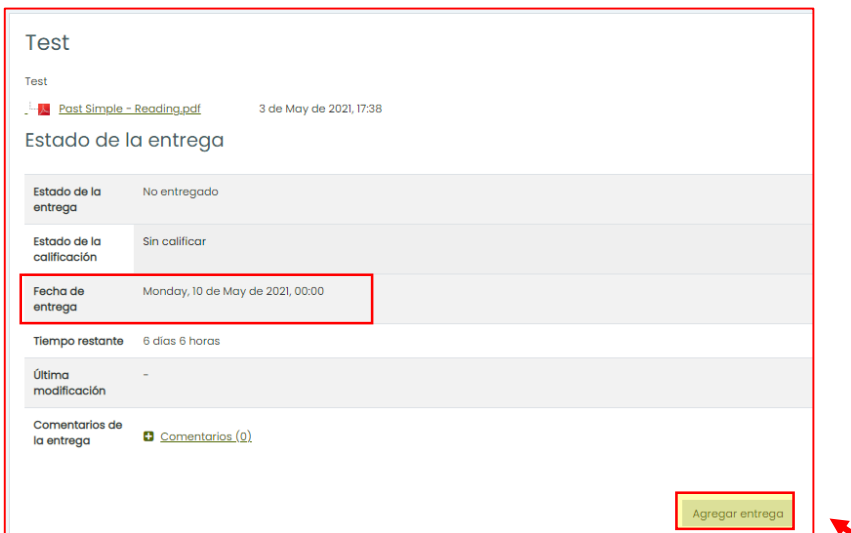 Test
Test
Past Simple - Reading.pdf 3 de May de 2021, 17:38
Estado de la entrega
Estado de la entrega No entregado
Estado de la calificación Sin calificar
Fecha de entrega Monday, 10 de May de 2021, 00:00
Tiempo restante 6 días 6 horas
Última modificación -
Comentarios de la entrega Comentarios (0)
Agregar entrega